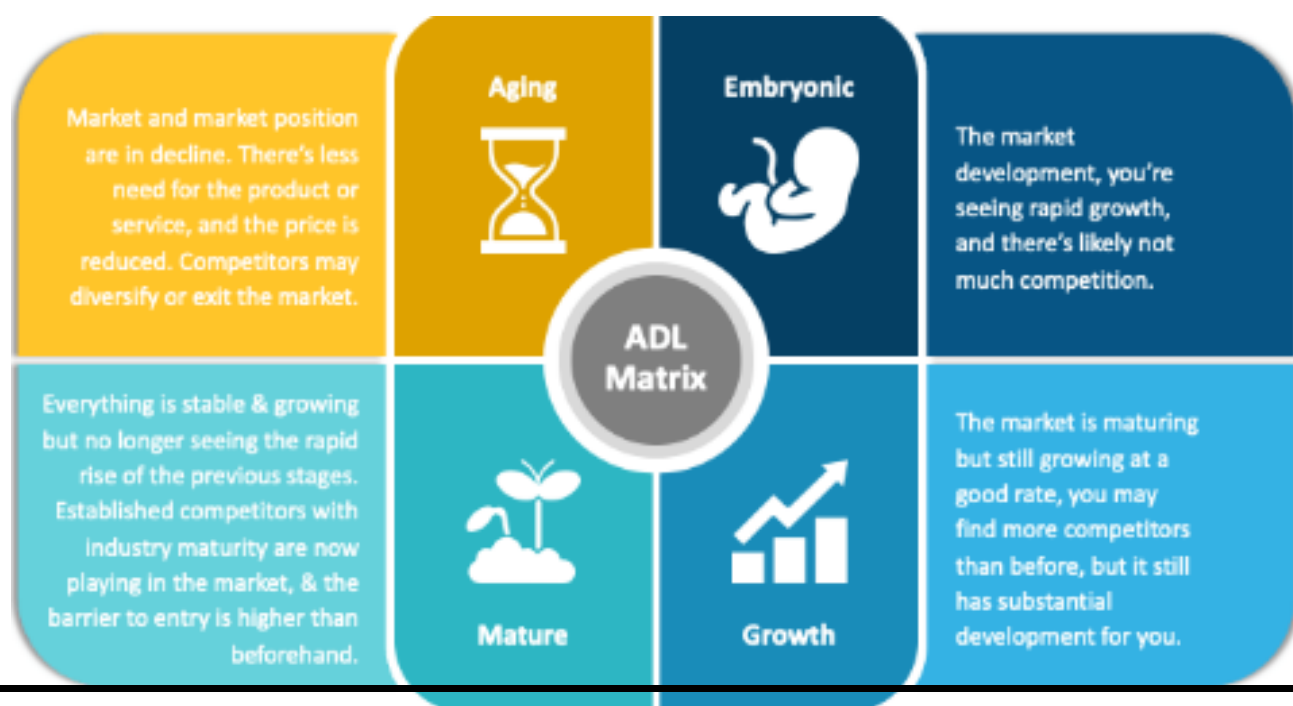 Aging
Market and market position
are in decline. There's less
need for the product or
service, and the price is
reduced. Competitors may
diversify or exit the market.
Embryonic
The market
development, you're
seeing rapid growth,
and there's likely not
much competition.
ADL
Matrix
Everything is stable & growing
but no longer seeing the rapid
rise of the previous stages.
Established competitors with
industry maturity are now
playing in the market, & the
barrier to entry is higher than
beforehand.
Mature
Growth
The market is maturing
but still growing at a
good rate, you may
find more competitors
than before, but it still
has substantial
development for you.